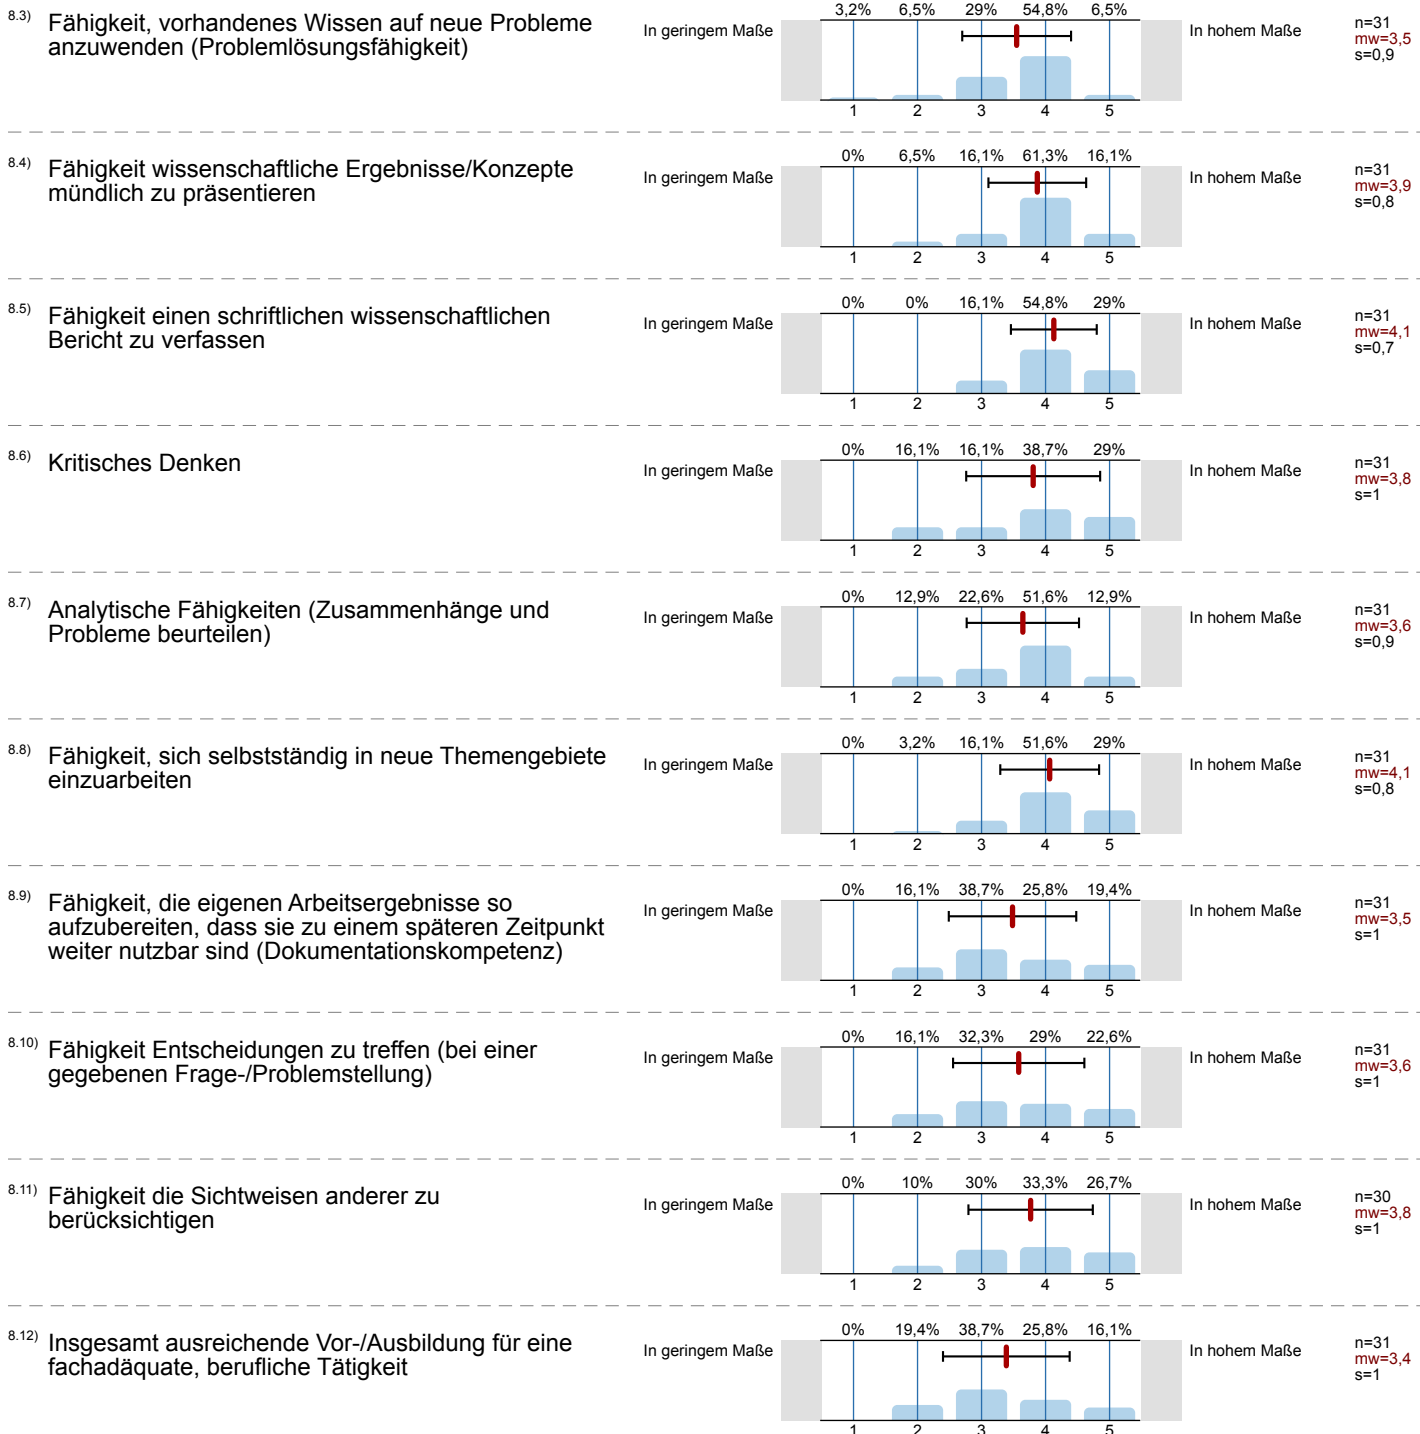 8.3) Fähigkeit, vorhandenes Wissen auf neue Probleme
anzuwenden (Problemlösungsfähigkeit)
In geringem Maße
3,2% 6,5% 29% 54,8% 6,5%
1 2 3 4 5
In hohem Maße
n=31
mw=3,5
s=0,9
8.4) Fähigkeit wissenschaftliche Ergebnisse/Konzepte
mündlich zu präsentieren
In geringem Maße
0% 6,5% 16,1% 61,3% 16,1%
1 2 3 4 5
In hohem Maße
n=31
mw=3,9
s=0,8
8.5) Fähigkeit einen schriftlichen wissenschaftlichen
Bericht zu verfassen
In geringem Maße
0% 0% 16,1% 54,8% 29%
1 2 3 4 5
In hohem Maße
n=31
mw=4,1
s=0,7
8.6) Kritisches Denken
In geringem Maße
0% 16,1% 16,1% 38,7% 29%
1 2 3 4 5
In hohem Maße
n=31
mw=3,8
s=1
8.7) Analytische Fähigkeiten (Zusammenhänge und
Probleme beurteilen)
In geringem Maße
0% 12,9% 22,6% 51,6% 12,9%
1 2 3 4 5
In hohem Maße
n=31
mw=3,6
s=0,9
8.8) Fähigkeit, sich selbstständig in neue Themengebiete
einzuarbeiten
In geringem Maße
0% 3,2% 16,1% 51,6% 29%
1 2 3 4 5
In hohem Maße
n=31
mw=4,1
s=0,8
8.9) Fähigkeit, die eigenen Arbeitsergebnisse so
aufzubereiten, dass sie zu einem späteren Zeitpunkt
weiter nutzbar sind (Dokumentationskompetenz)
In geringem Maße
0% 16,1% 38,7% 25,8% 19,4%
1 2 3 4 5
In hohem Maße
n=31
mw=3,5
s=1
8.10) Fähigkeit Entscheidungen zu treffen (bei einer
gegebenen Frage-/Problemstellung)
In geringem Maße
0% 16,1% 32,3% 29% 22,6%
1 2 3 4 5
In hohem Maße
n=31
mw=3,6
s=1
8.11) Fähigkeit die Sichtweisen anderer zu
berücksichtigen
In geringem Maße
0% 10% 30% 33,3% 26,7%
1 2 3 4 5
In hohem Maße
n=30
mw=3,8
s=1
8.12) Insgesamt ausreichende Vor-/Ausbildung für eine
fachadäquate, berufliche Tätigkeit
In geringem Maße
0% 19,4% 38,7% 25,8% 16,1%
1 2 3 4 5
In hohem Maße
n=31
mw=3,4
s=1